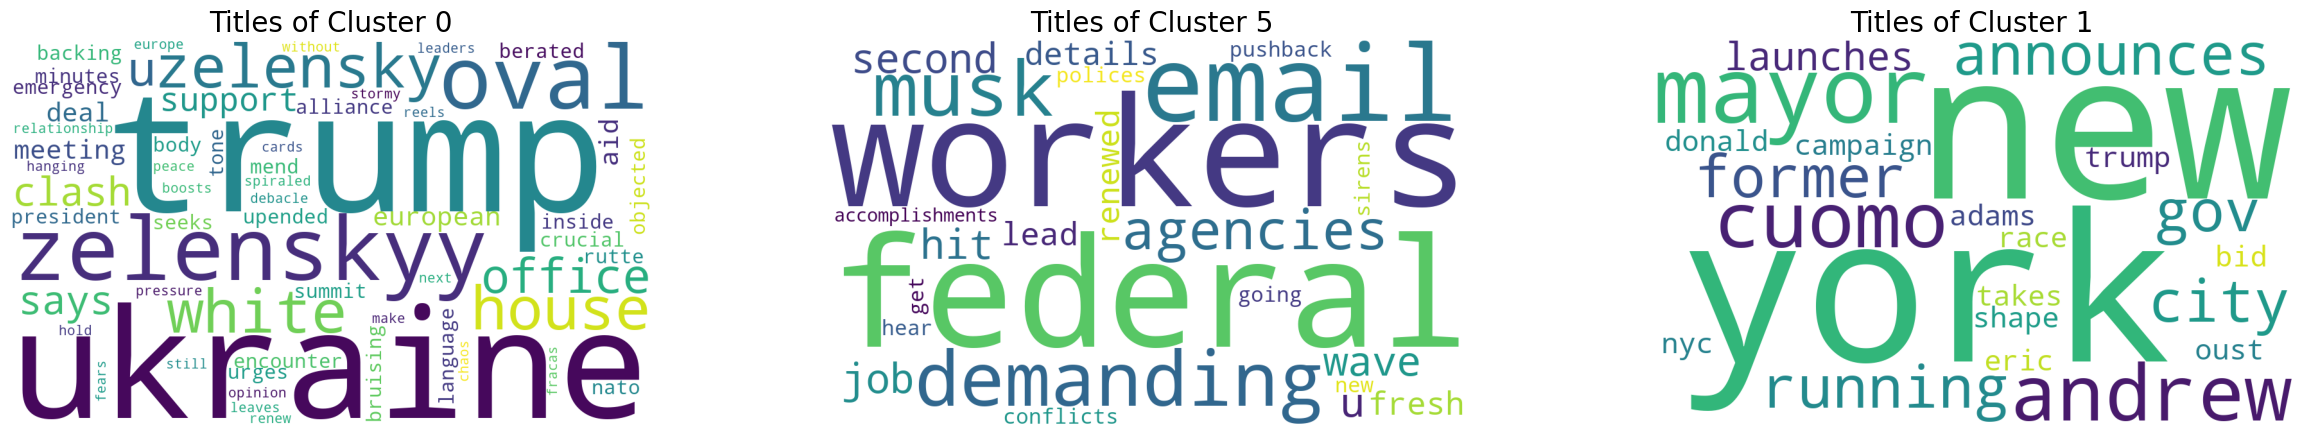 Titles of Cluster 0
europe without leaders berated
backing
minutes u zelensky oval
emergency stormy
deal support alliance reels
relationship trump
meeting body tone cards aid
hanging peace mend
clash boosts spiraled objected
debacle
president seeks upended european inside
zelenskyy crucial
rutte
next office
says pressure white summit house
hold make language
ukraine
fears still encounter chaos
urges bruising fracas nato
opinion
leaves
renew
Titles of Cluster 5
second details pushback
musk polices email
workers
renewed sirens
accomplishments
hit lead agencies
federal
get going
hear
job demanding wave
new
u fresh
conflicts
Titles of Cluster 1
launches announces
mayor new
donald campaign
former trump
cuomo adams gov
race
york bid
takes city
shape
nyc eric oust
running andrew